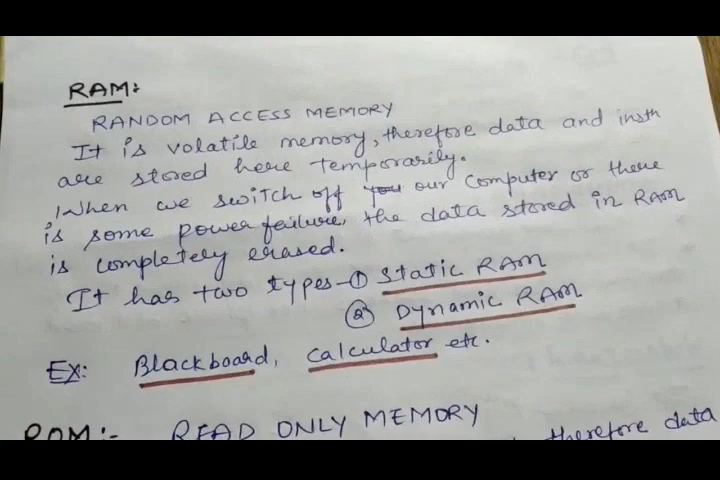 RAM:
RANDOM ACCESS MEMORY
It is volatile memory, therefore data and instn
are stored here temporarily.
When we switch off you our computer or there
is some power failure, the data stored in RAM
is completely erased.
It has two types - ① Static RAM
② Dynamic RAM
Ex: Blackboard, Calculator etc.
ROM:- READ ONLY MEMORY
therefore data